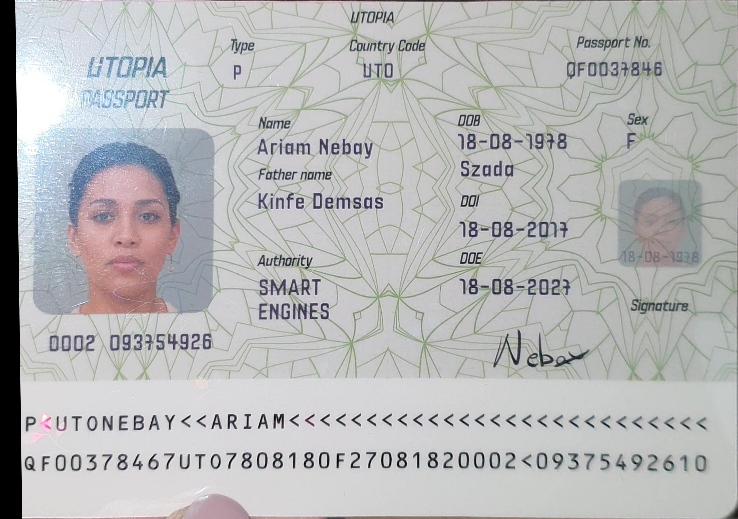 UTOPIA
Type Country Code Passport No.
UTOPIA P UTO QF0037846
PASSPORT
Name DOB Sex
Ariam Nebay 18-08-1978 F
Father name Szada
Kinfe Demsas DOI
18-08-2017
18-08-1978
Authority DOE
SMART 18-08-2027
ENGINES Signature
0002 093754926
Nebay
P<UTONEBAY<<ARIAM<<<<<<<<<<<<<<<<<<<<<<<<<<<
QF00378467UTO7808180F27081820002<09375492610